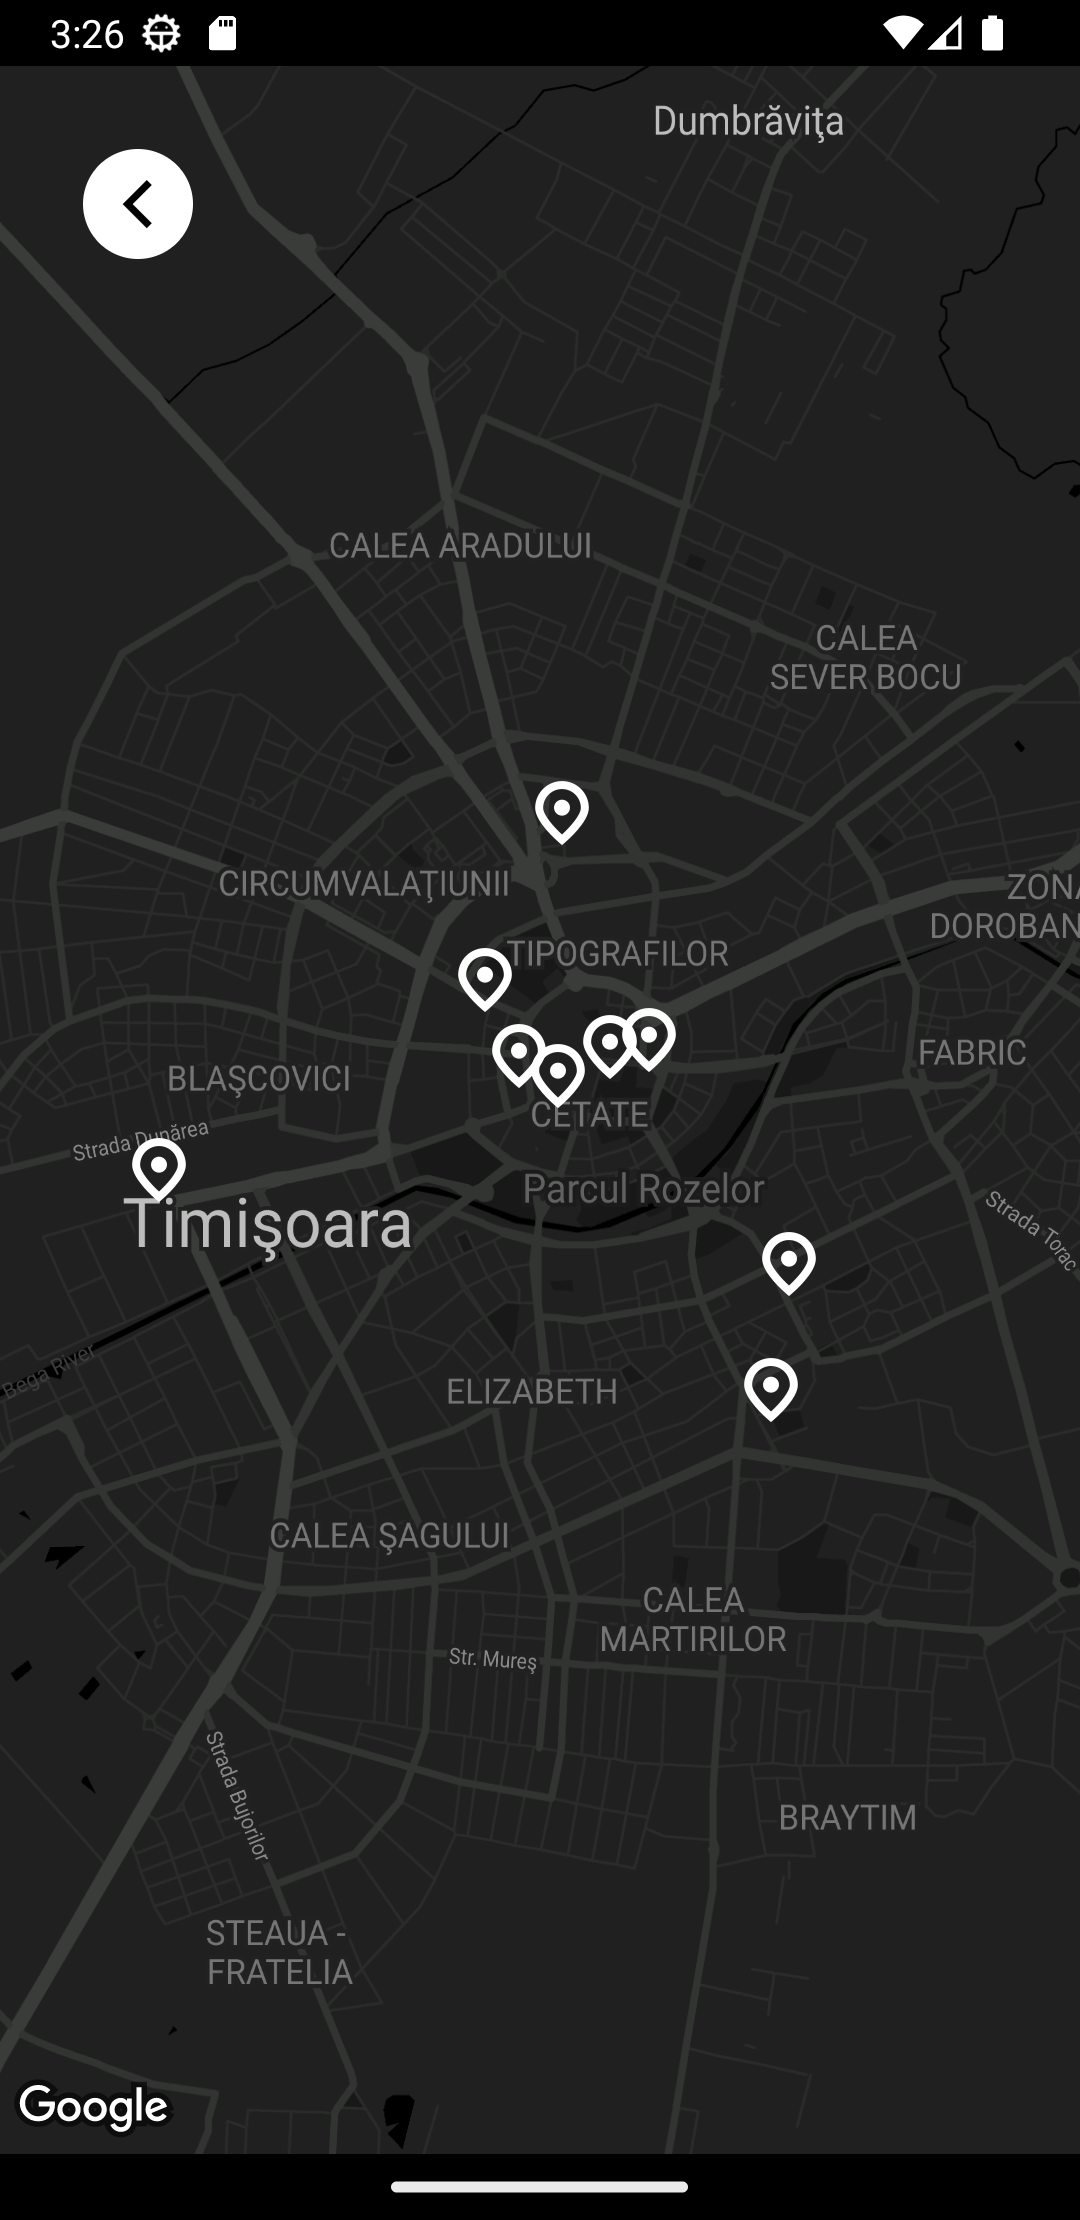 3:26
Dumbrăviţa
CALEA ARADULUI
CALEA
SEVER BOCU
CIRCUMVALAŢIUNII
ZONA
DOROBAN
TIPOGRAFILOR
FABRIC
BLAŞCOVICI
CETATE
Strada Dunărea
Parcul Rozelor
Timişoara
Strada Torac
Bega River
ELIZABETH
CALEA ŞAGULUI
CALEA
MARTIRILOR
Str. Mureş
Strada Bujorilor
BRAYTIM
STEAUA -
FRATELIA
Google